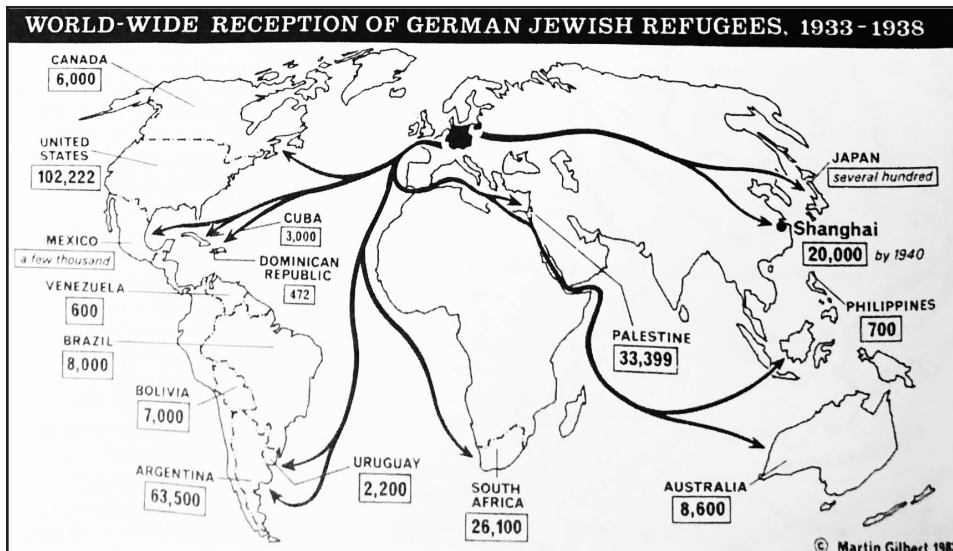 WORLD-WIDE RECEPTION OF GERMAN JEWISH REFUGEES, 1933-1938
CANADA
6,000
UNITED
STATES
102,222
MEXICO
a few thousand
CUBA
3,000
DOMINICAN
REPUBLIC
472
VENEZUELA
600
BRAZIL
8,000
BOLIVIA
7,000
ARGENTINA
63,500
URUGUAY
2,200
SOUTH
AFRICA
26,100
PALESTINE
33,399
JAPAN
several hundred
Shanghai
20,000 by 1940
PHILIPPINES
700
AUSTRALIA
8,600
© Martin Gilbert